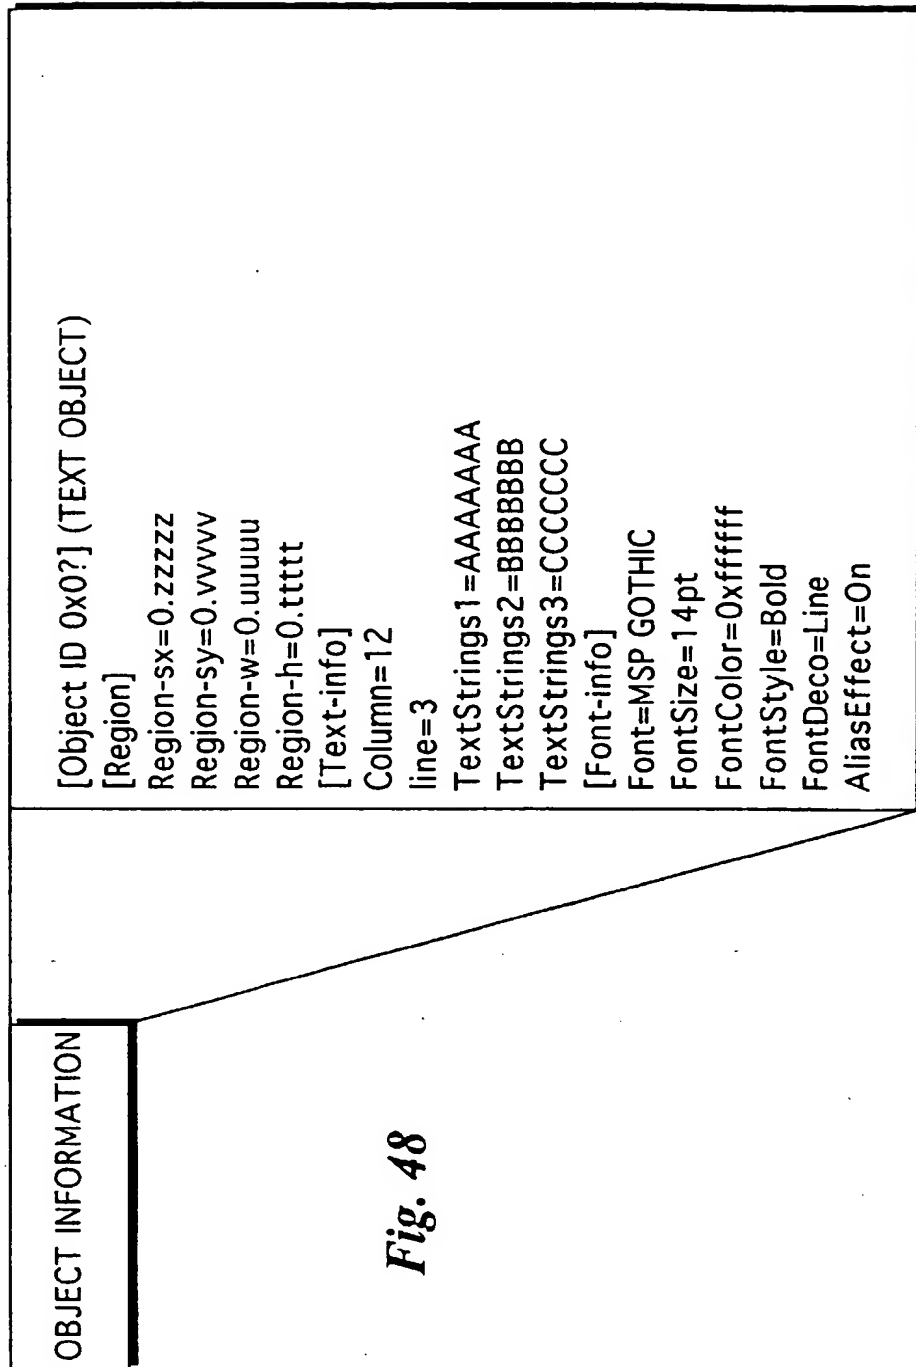 OBJECT INFORMATION
[Object ID 0x0?] (TEXT OBJECT)
[Region]
Region-sx=0.zzzzz
Region-sy=0.vvvvv
Region-w=0.uuuuu
Region-h=0.ttttt
[Text-info]
Column=12
line=3
TextStrings1=AAAAAAA
TextStrings2=BBBBBBB
TextStrings3=CCCCCCC
[Font-info]
Font=MSP GOTHIC
FontSize=14pt
FontColor=0xffffff
FontStyle=Bold
FontDeco=Line
AliasEffect=On
Fig. 48